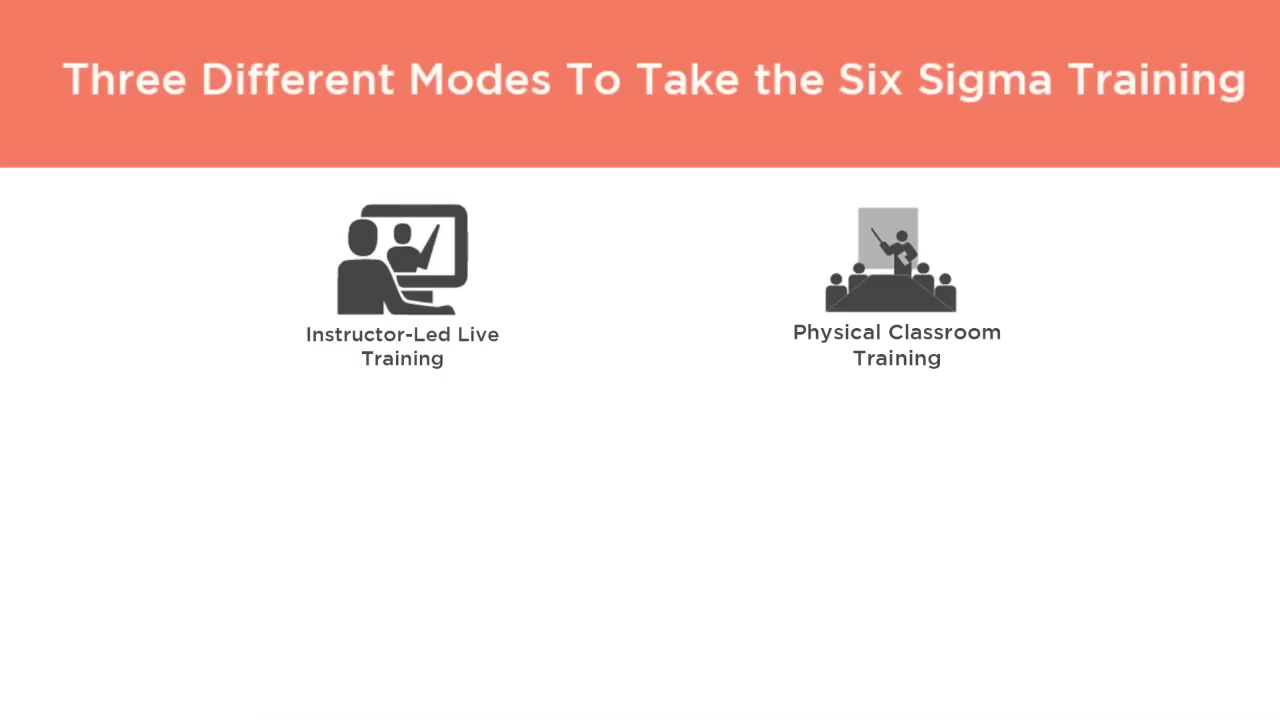 Three Different Modes To Take the Six Sigma Training
Instructor-Led Live
Training
Physical Classroom
Training